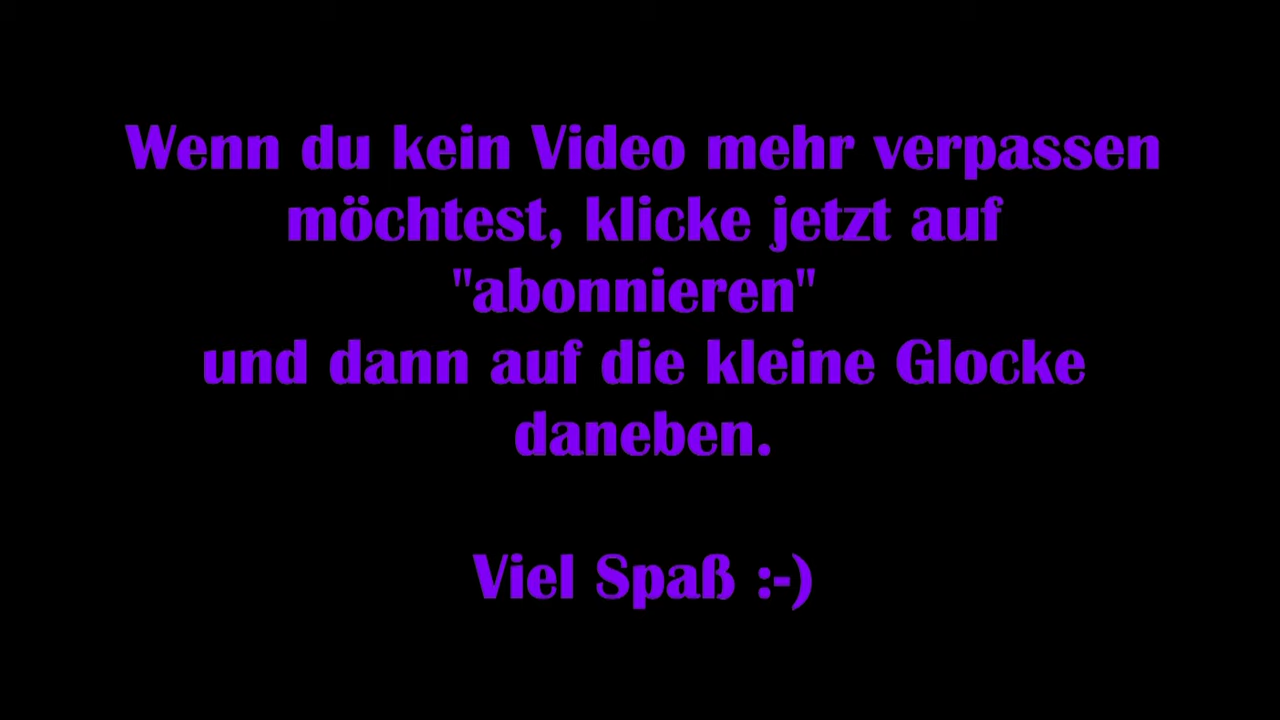 Wenn du kein Video mehr verpassen
möchtest, klicke jetzt auf
"abonnieren"
und dann auf die kleine Glocke
daneben.
Viel Spaß :-)